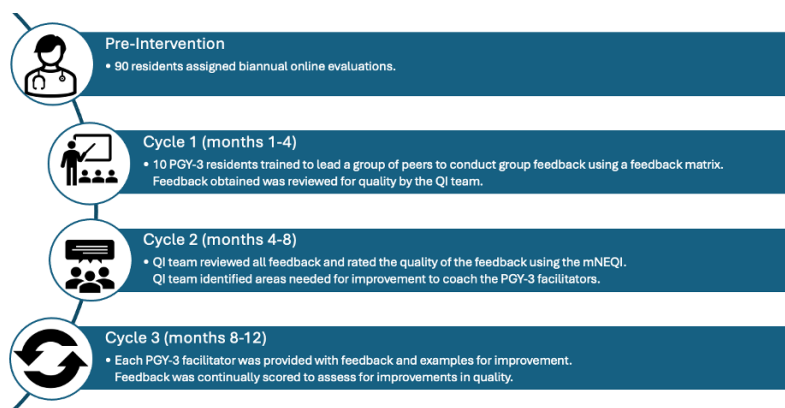 Pre-Intervention
• 90 residents assigned biannual online evaluations.
Cycle 1 (months 1-4)
• 10 PGY-3 residents trained to lead a group of peers to conduct group feedback using a feedback matrix.
Feedback obtained was reviewed for quality by the QI team.
Cycle 2 (months 4-8)
• QI team reviewed all feedback and rated the quality of the feedback using the mNEQI.
QI team identified areas needed for improvement to coach the PGY-3 facilitators.
Cycle 3 (months 8-12)
• Each PGY-3 facilitator was provided with feedback and examples for improvement.
Feedback was continually scored to assess for improvements in quality.